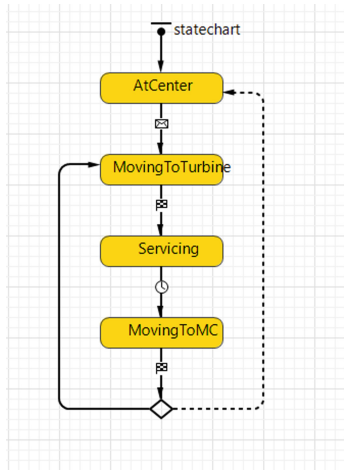 statechart
AtCenter
MovingToTurbine
Servicing
MovingToMC